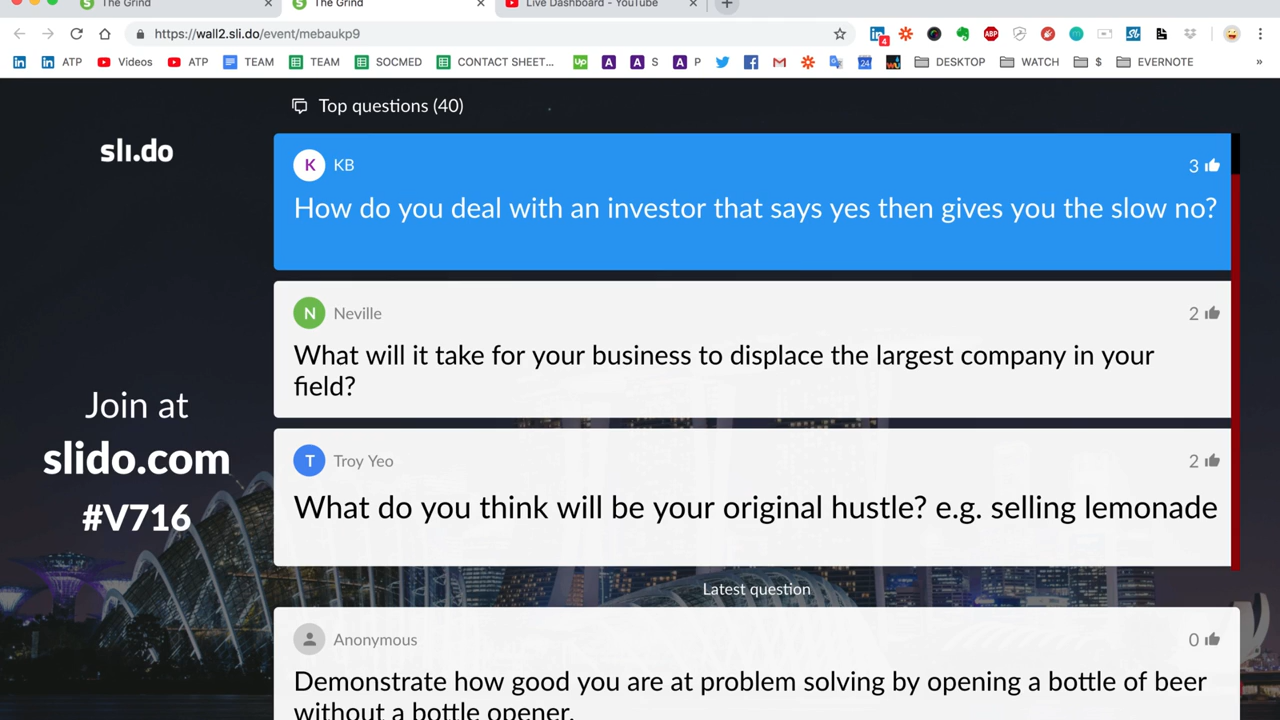 The Grind
The Grind
Live Dashboard - YouTube
https://wall2.sli.do/event/mebaukp9
4
ABP
ATP
Videos
ATP
TEAM
TEAM
SOCMED
CONTACT SHEET...
up
A
A S
A P
24
DESKTOP
WATCH
$
EVERNOTE
»
Top questions (40)
sli.do
K KB 3
How do you deal with an investor that says yes then gives you the slow no?
N Neville 2
What will it take for your business to displace the largest company in your
field?
Join at
slido.com
#V716
T Troy Yeo 2
What do you think will be your original hustle? e.g. selling lemonade
Latest question
Anonymous 0
Demonstrate how good you are at problem solving by opening a bottle of beer
without a bottle opener.